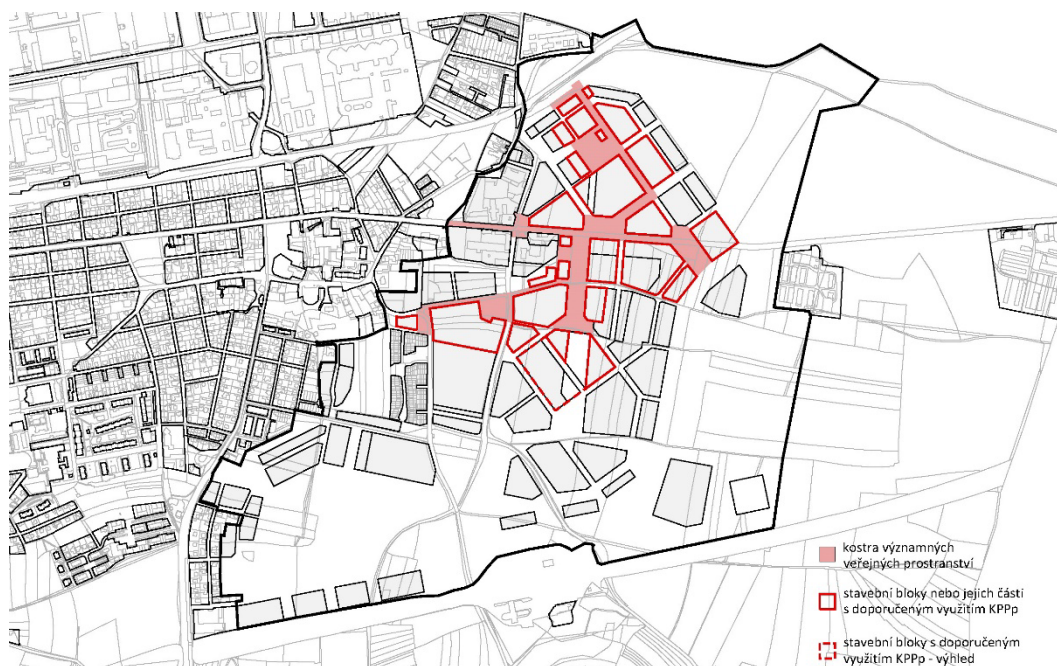 kostra významných
veřejných prostranství
stavební bloky nebo jejich části
s doporučeným využitím KPPp
stavební bloky s doporučeným
využitím KPPp - výhled